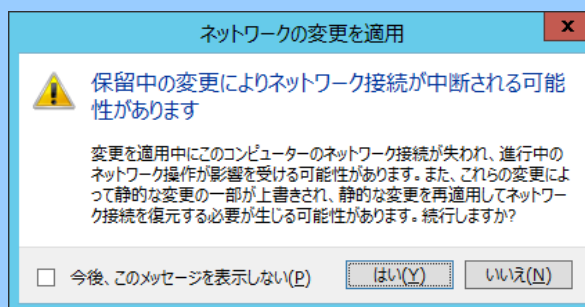 ネットワークの変更を適用
x
保留中の変更によりネットワーク接続が中断される可能
性があります
変更を適用中にこのコンピューターのネットワーク接続が失われ、進行中の
ネットワーク操作が影響を受ける可能性があります。また、これらの変更によ
って静的な変更の一部が上書きされ、静的な変更を再適用してネットワー
ク接続を復元する必要が生じる可能性があります。続行しますか?
今後、このメッセージを表示しない(P) はい(Y) いいえ(N)